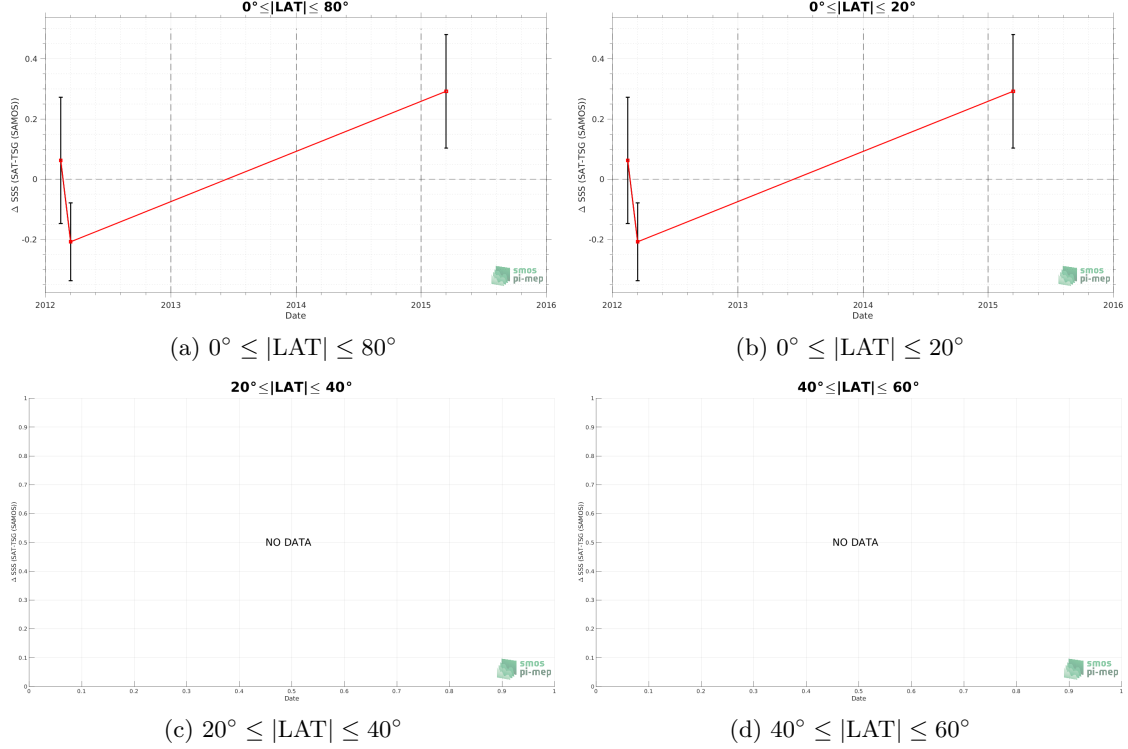 0°≤|LAT|≤ 80°
0.4
0.2
0
-0.2
Δ SSS (SAT-TSG (SAMOS))
smos
pi-mep
2012
2013
2014
2015
2016
Date
(a) 0° ≤ |LAT| ≤ 80°
0°≤|LAT|≤ 20°
0.4
0.2
0
-0.2
Δ SSS (SAT-TSG (SAMOS))
smos
pi-mep
2012
2013
2014
2015
2016
Date
(b) 0° ≤ |LAT| ≤ 20°
20°≤|LAT|≤ 40°
1
0.9
0.8
0.7
0.6
0.5
0.4
0.3
0.2
0.1
0
Δ SSS (SAT-TSG (SAMOS))
NO DATA
smos
pi-mep
0
0.1
0.2
0.3
0.4
0.5
0.6
0.7
0.8
0.9
1
Date
(c) 20° ≤ |LAT| ≤ 40°
40°≤|LAT|≤ 60°
1
0.9
0.8
0.7
0.6
0.5
0.4
0.3
0.2
0.1
0
Δ SSS (SAT-TSG (SAMOS))
NO DATA
smos
pi-mep
0
0.1
0.2
0.3
0.4
0.5
0.6
0.7
0.8
0.9
1
Date
(d) 40° ≤ |LAT| ≤ 60°